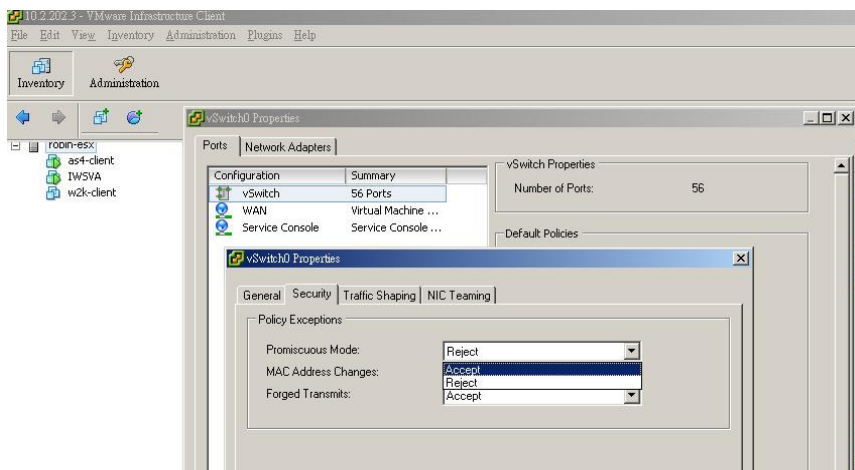 10.2.202.3 - VMware Infrastructure Client
File Edit View Inventory Administration Plugins Help
Inventory Administration
vSwitch0 Properties
robin-esx
as4-client
IWSVA
w2k-client
Ports Network Adapters
Configuration Summary
vSwitch 56 Ports
WAN Virtual Machine ...
Service Console Service Console ...
vSwitch Properties
Number of Ports: 56
Default Policies
vSwitch0 Properties
General Security Traffic Shaping NIC Teaming
Policy Exceptions
Promiscuous Mode: Reject
MAC Address Changes: Accept
Reject
Forged Transmits: Accept